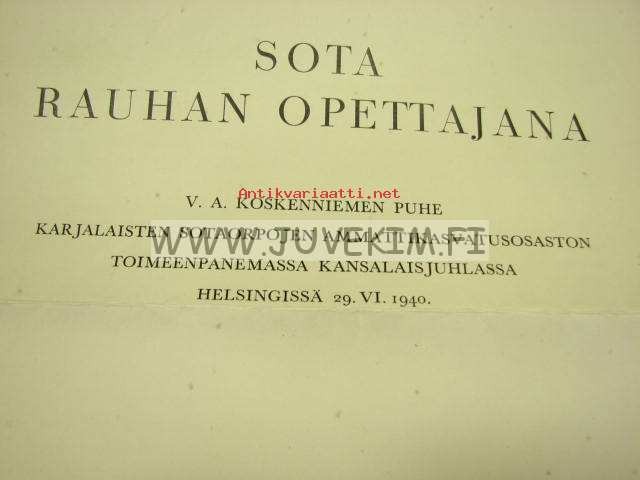 SOTA
RAUHAN OPETTAJANA
Antikvariaatti.net
V. A. KOSKENNIEMEN PUHE
KARJALAISTEN SOTAORPOJEN AMMATTIKASVATUSOSASTON
WWW.JUVEKIM.FI
TOIMEENPANEMASSA KANSALAISJUHLASSA
HELSINGISSÄ 29. VI. 1940.